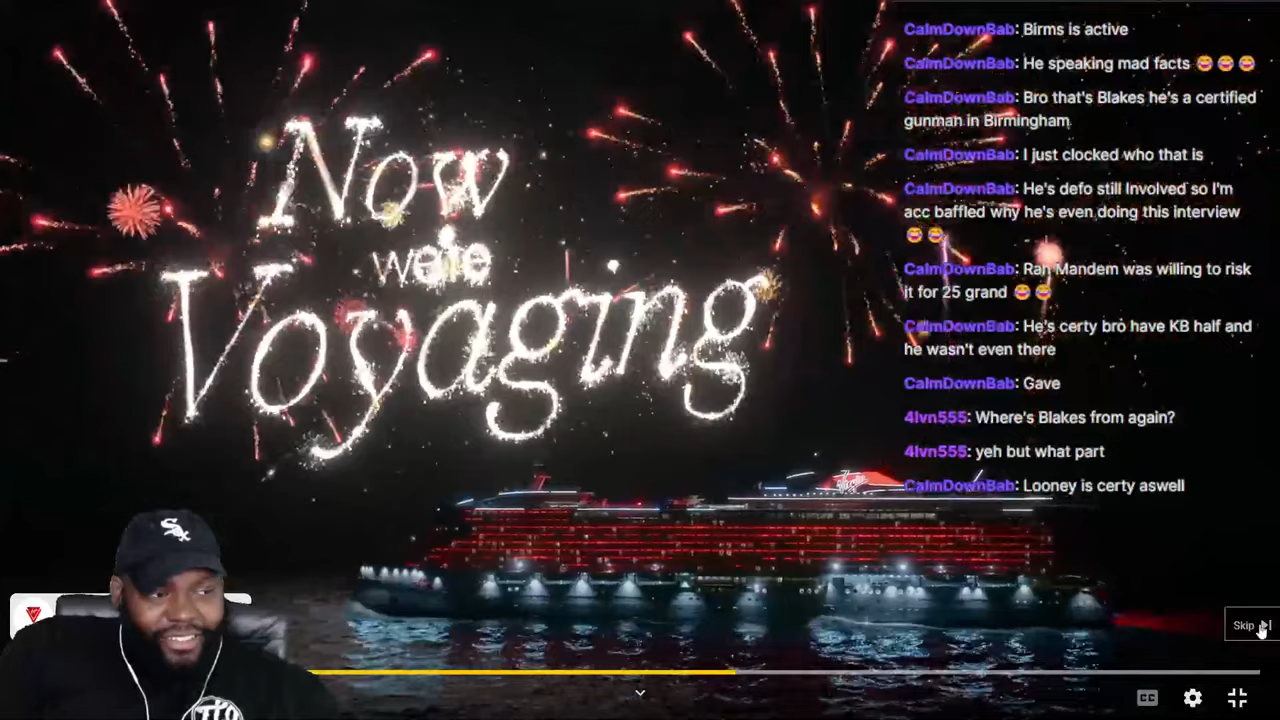 Now
we're
Voyaging
CalmDownBab: Birms is active
CalmDownBab: He speaking mad facts 😂 😂 😂
CalmDownBab: Bro that's Blakes he's a certified
gunman in Birmingham
CalmDownBab: I just clocked who that is
CalmDownBab: He's defo still Involved so I'm
acc baffled why he's even doing this interview
😂 😂
CalmDownBab: Rah Mandem was willing to risk
it for 25 grand 😂 😂
CalmDownBab: He's certy bro have KB half and
he wasn't even there
CalmDownBab: Gave
4lvn555: Where's Blakes from again?
4lvn555: yeh but what part
CalmDownBab: Looney is certy aswell
Skip
CC